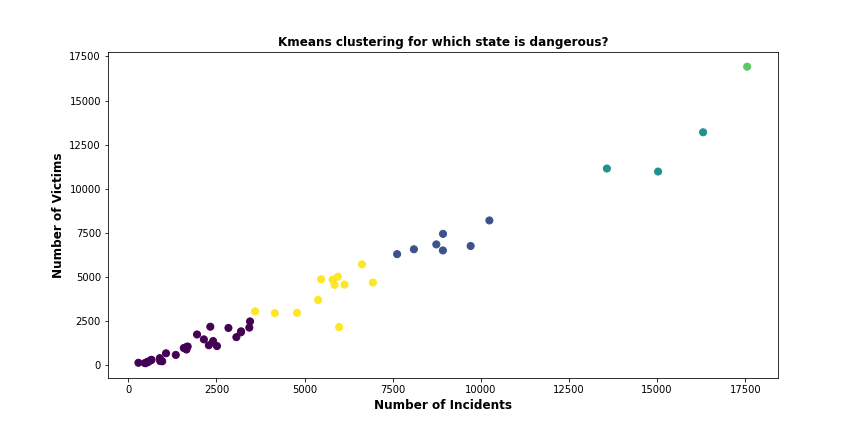 Kmeans clustering for which state is dangerous?
17500
15000
12500
10000
7500
5000
2500
0
Number of Victims
0 2500 5000 7500 10000 12500 15000 17500
Number of Incidents